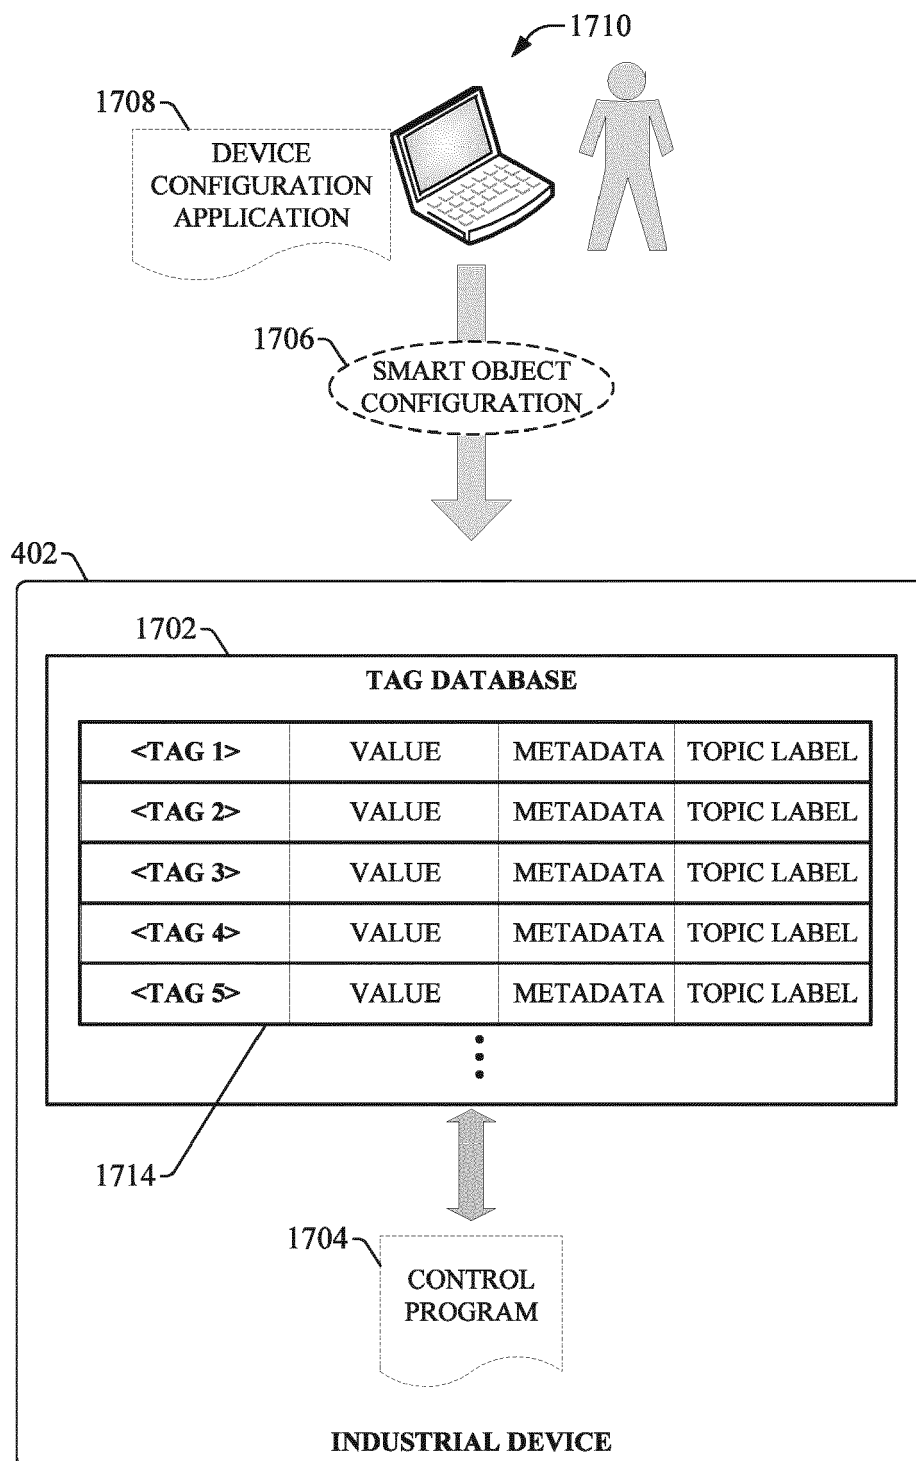 1710
1708
DEVICE
CONFIGURATION
APPLICATION
1706
SMART OBJECT
CONFIGURATION
402
1702
TAG DATABASE
<TAG 1> VALUE METADATA TOPIC LABEL
<TAG 2> VALUE METADATA TOPIC LABEL
<TAG 3> VALUE METADATA TOPIC LABEL
<TAG 4> VALUE METADATA TOPIC LABEL
<TAG 5> VALUE METADATA TOPIC LABEL
1714
1704
CONTROL
PROGRAM
INDUSTRIAL DEVICE